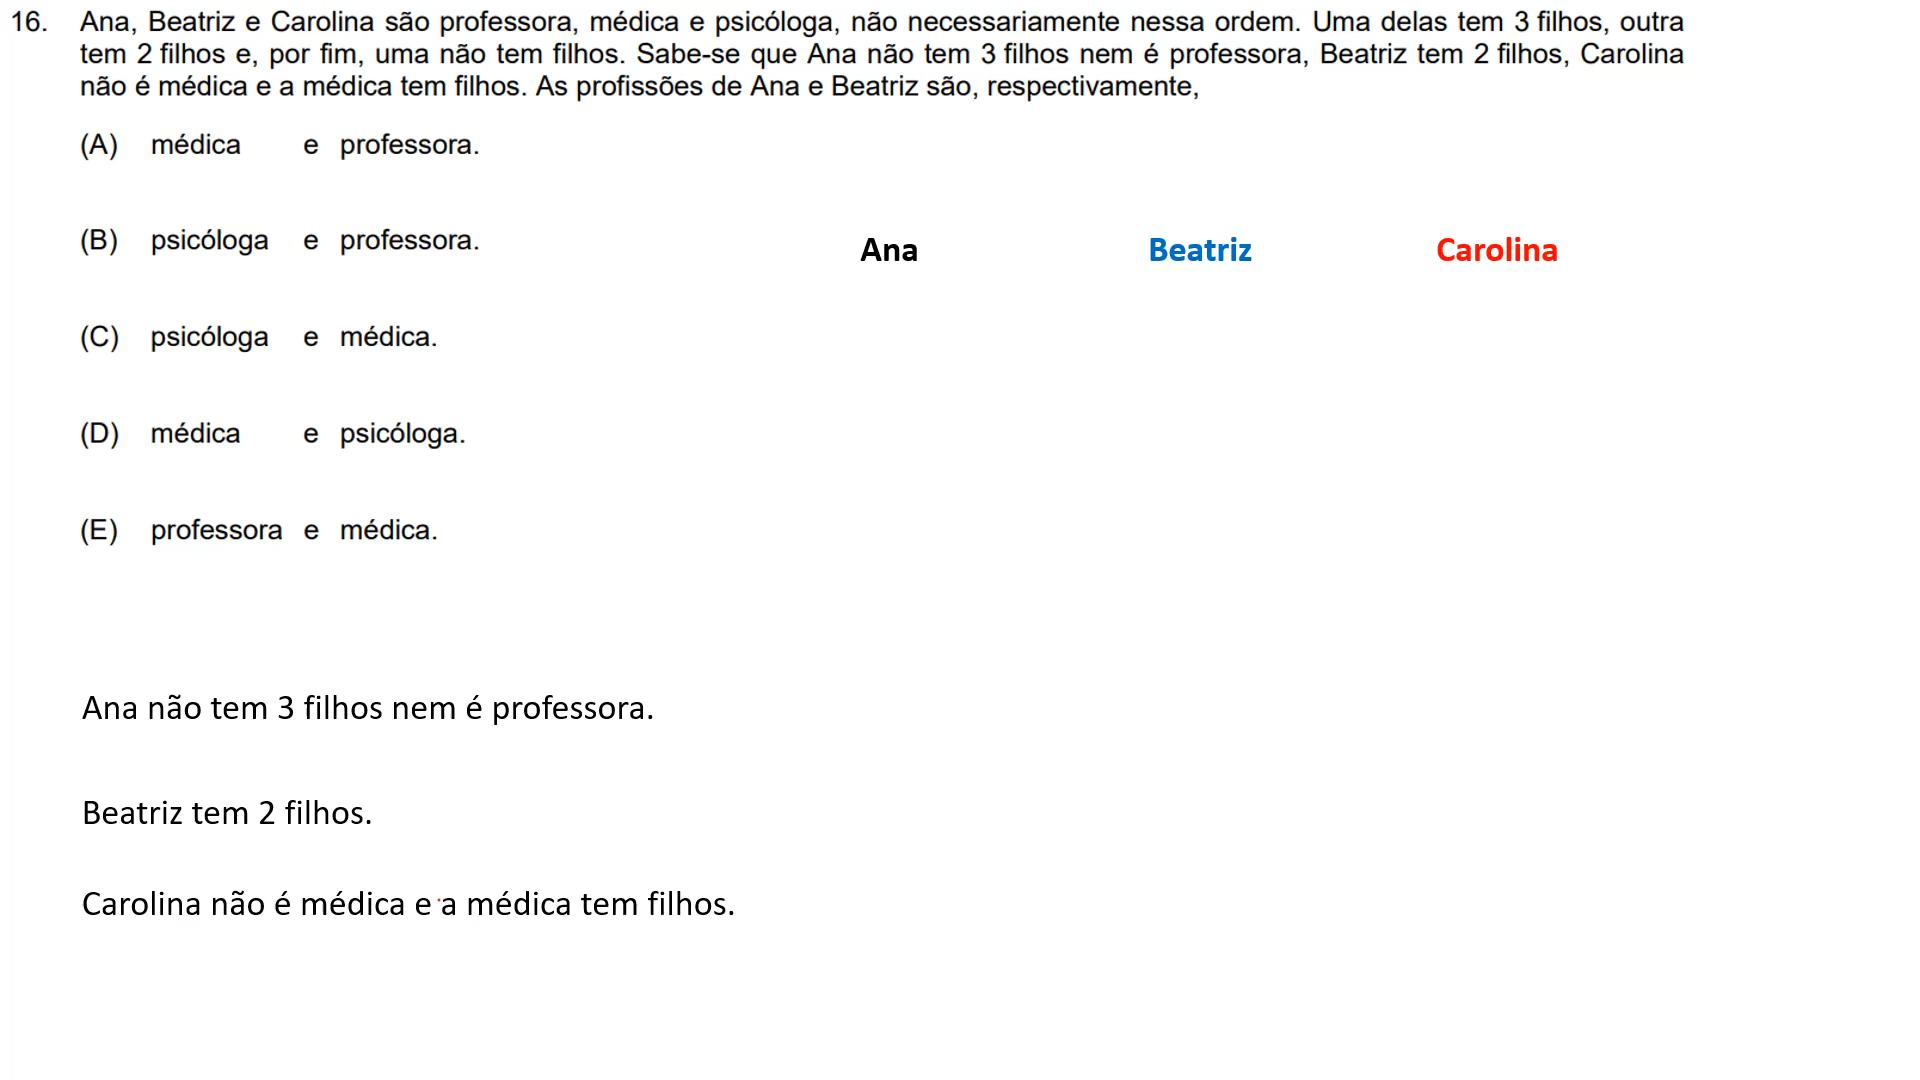 16. Ana, Beatriz e Carolina são professora, médica e psicóloga, não necessariamente nessa ordem. Uma delas tem 3 filhos, outra
tem 2 filhos e, por fim, uma não tem filhos. Sabe-se que Ana não tem 3 filhos nem é professora, Beatriz tem 2 filhos, Carolina
não é médica e a médica tem filhos. As profissões de Ana e Beatriz são, respectivamente,
(A) médica e professora.
(B) psicóloga e professora.
(C) psicóloga e médica.
(D) médica e psicóloga.
(E) professora e médica.
Ana Beatriz Carolina
Ana não tem 3 filhos nem é professora.
Beatriz tem 2 filhos.
Carolina não é médica e a médica tem filhos.